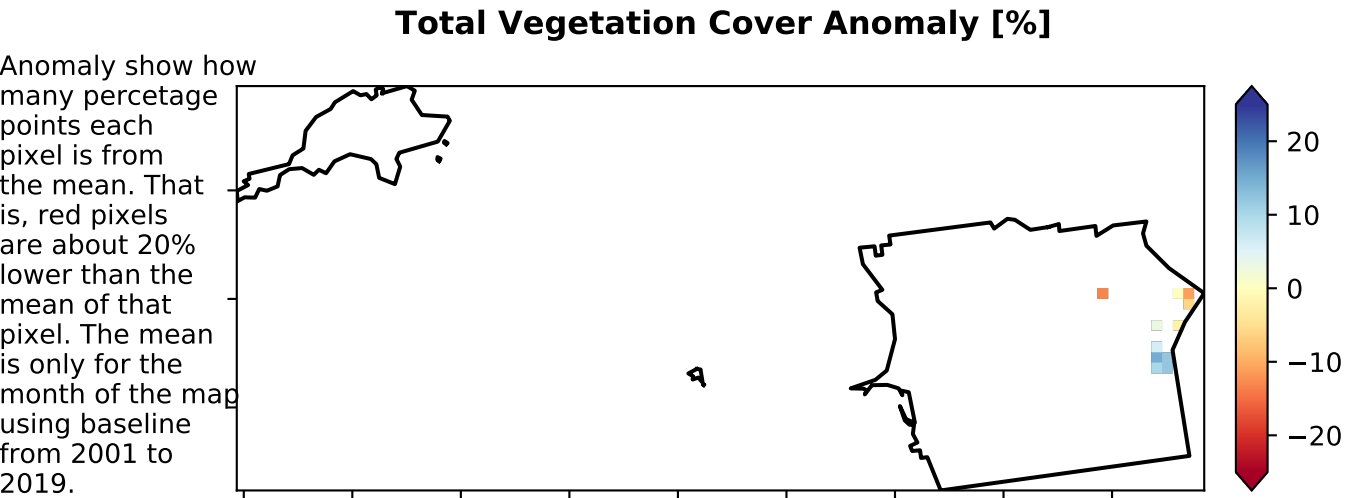 Total Vegetation Cover Anomaly [%]
Anomaly show how
many percetage
points each
pixel is from
the mean. That
is, red pixels
are about 20%
lower than the
mean of that
pixel. The mean
is only for the
month of the map
using baseline
from 2001 to
2019.
20
10
0
−10
−20